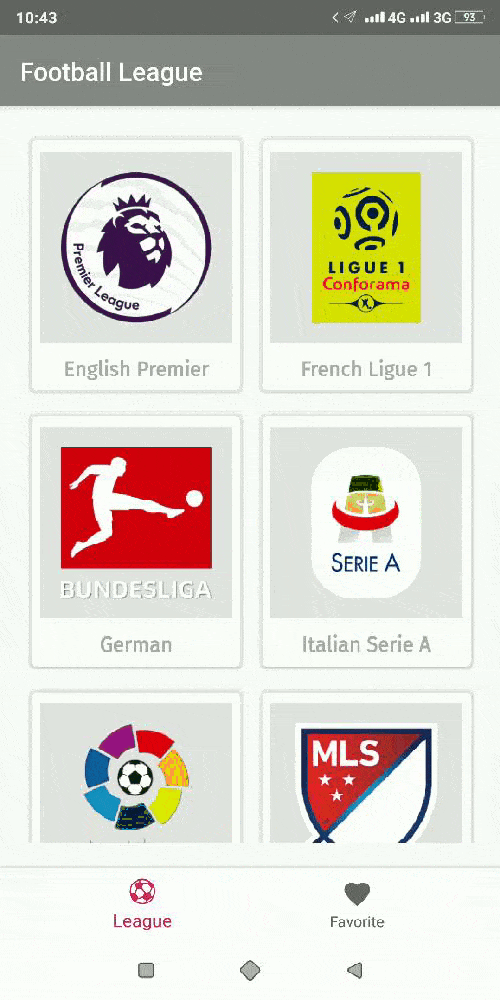 10:43
4G 3G 93
Football League
Premier League
English Premier
LIGUE 1
Conforama
French Ligue 1
BUNDESLIGA
German
SERIE A
Italian Serie A
MLS
League
Favorite